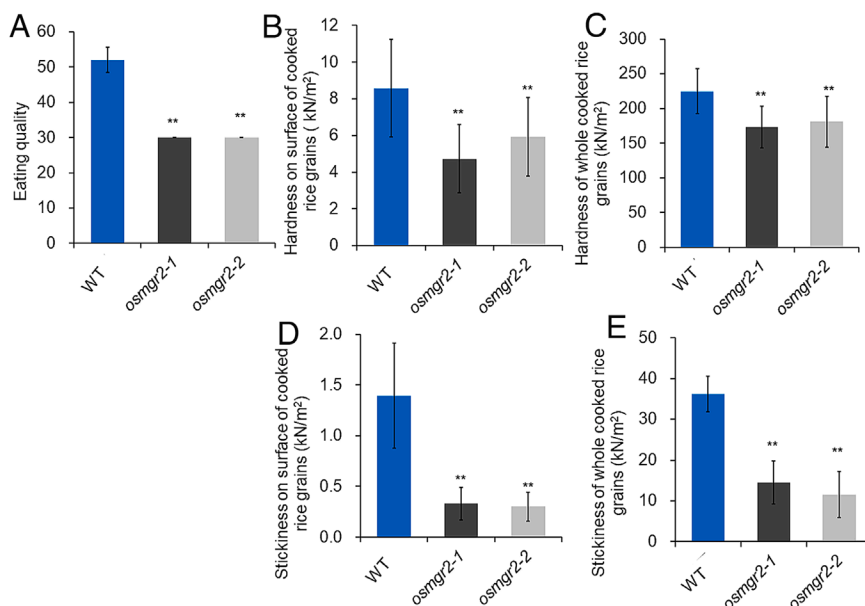 A
Eating quality
60
50
40
30
20
10
0
**
**
WT
osmgr2-1
osmgr2-2
B
Hardness on surface of cooked
rice grains ( kN/m²)
12
10
8
6
4
2
0
**
**
WT
osmgr2-1
osmgr2-2
C
Hardness of whole cooked rice
grains (kN/m²)
300
250
200
150
100
50
0
**
**
WT
osmgr2-1
osmgr2-2
D
Stickiness on surface of cooked
rice grains (kN/m²)
2.0
1.5
1.0
0.5
0.0
**
**
WT
osmgr2-1
osmgr2-2
E
Stickiness of whole cooked rice
grains (kN/m²)
50
40
30
20
10
0
**
**
WT
osmgr2-1
osmgr2-2